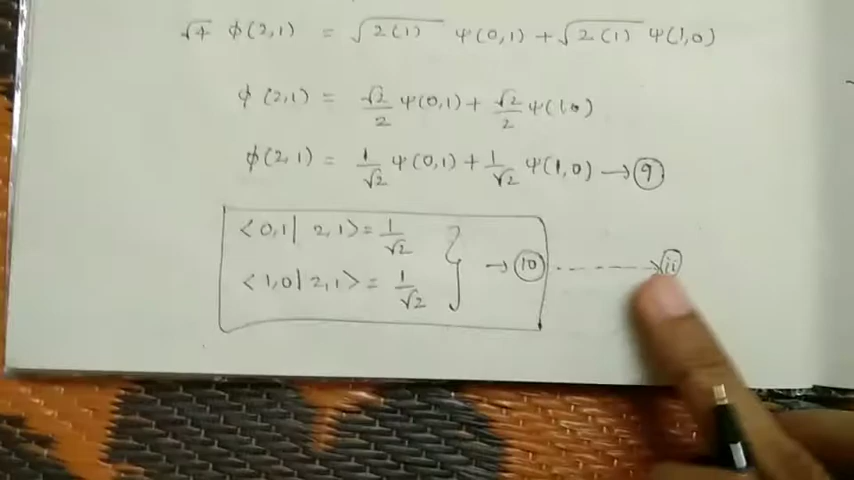 √4 φ(2,1) = √2(1) ψ(0,1) + √2(1) ψ(1,0)
φ(2,1) = √2/2 ψ(0,1) + √2/2 ψ(1,0)
φ(2,1) = 1/√2 ψ(0,1) + 1/√2 ψ(1,0) → 9
<0,1| 2,1> = 1/√2
} → 10 -----→ ii
<1,0| 2,1> = 1/√2